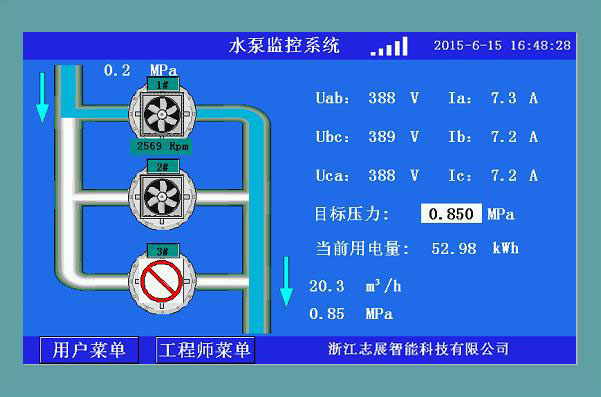 水泵监控系统 2015-6-15 16:48:28
0.2 MPa
1#
2569 Rpm
2#
3#
Uab: 388 V Ia: 7.3 A
Ubc: 389 V Ib: 7.2 A
Uca: 388 V Ic: 7.2 A
目标压力: 0.850 MPa
当前用电量: 52.98 kWh
20.3 m³/h
0.85 MPa
用户菜单 工程师菜单 浙江志展智能科技有限公司